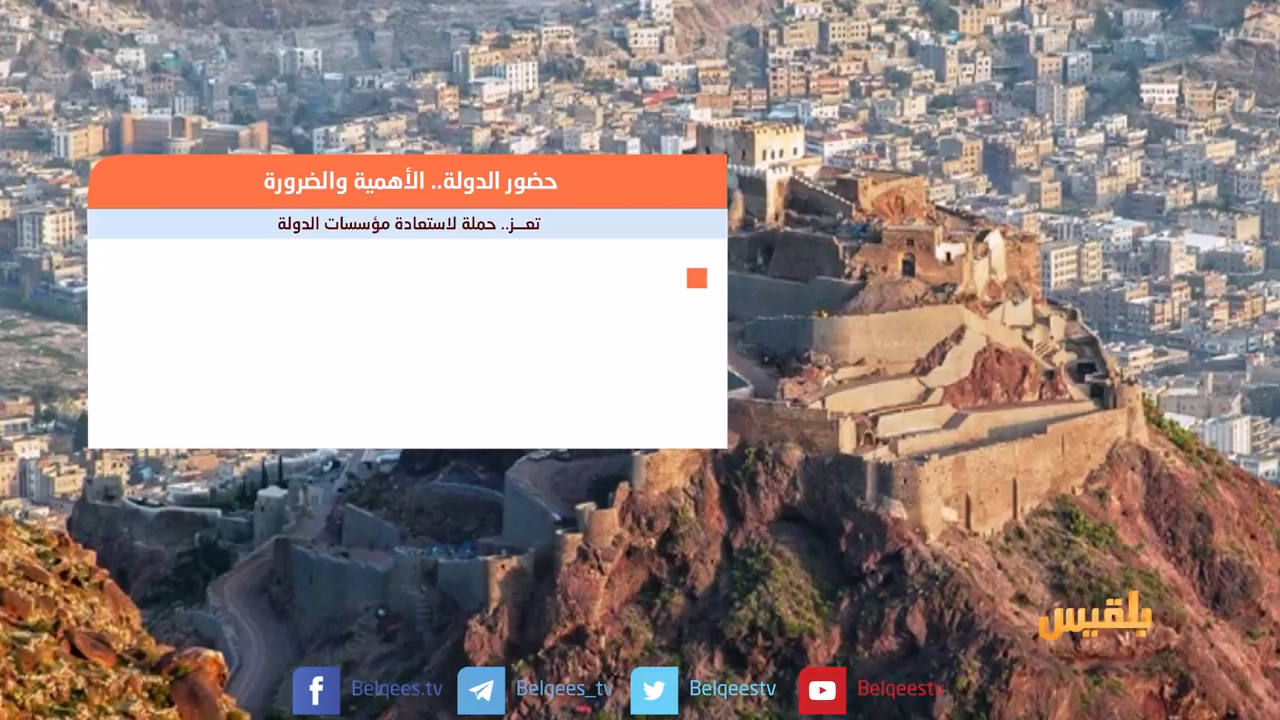 حضور الدولة.. الأهمية والضرورة
تعـــز.. حملة لاستعادة مؤسسات الدولة
بلقيس
Belqees.tv
Belqees_tv
Belqeestv
Belqeestv